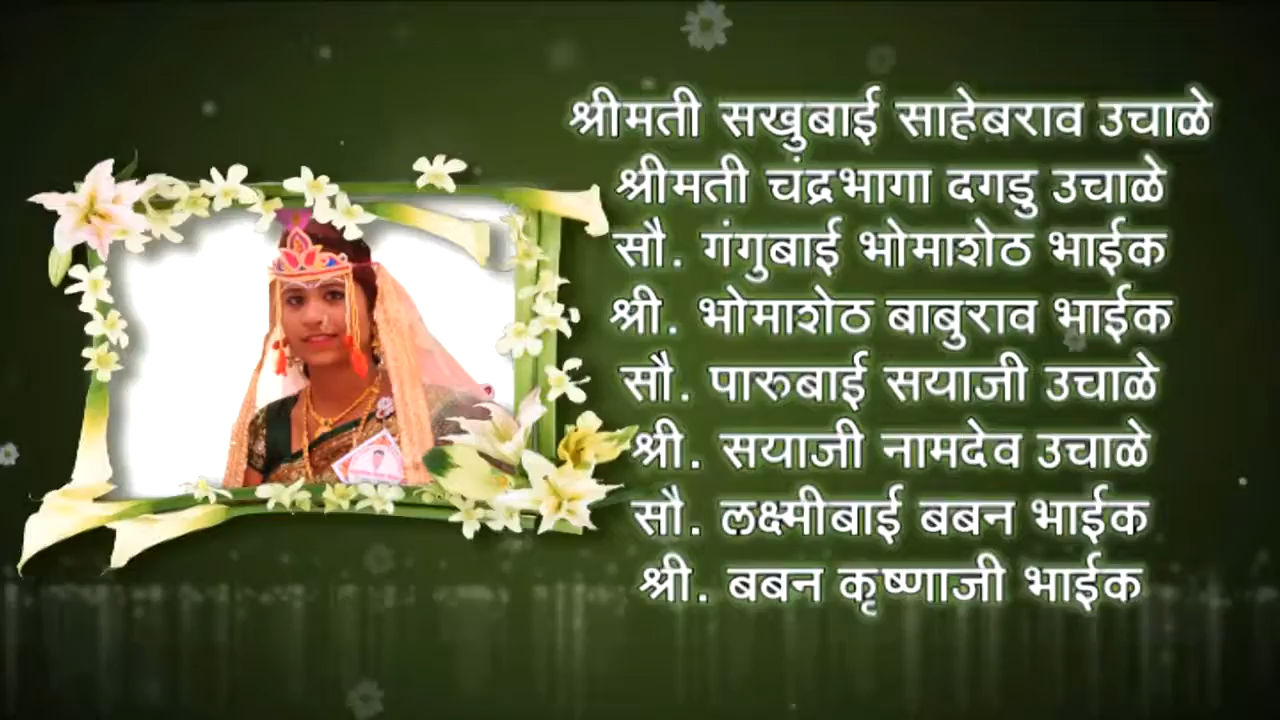 श्रीमती सखुबाई साहेबराव उचाळे
श्रीमती चंद्रभागा दगडु उचाळे
सौ. गंगुबाई भोमाशेठ भाईक
श्री. भोमाशेठ बाबुराव भाईक
सौ. पारुबाई सयाजी उचाळे
श्री. सयाजी नामदेव उचाळे
सौ. लक्ष्मीबाई बबन भाईक
श्री. बबन कृष्णाजी भाईक